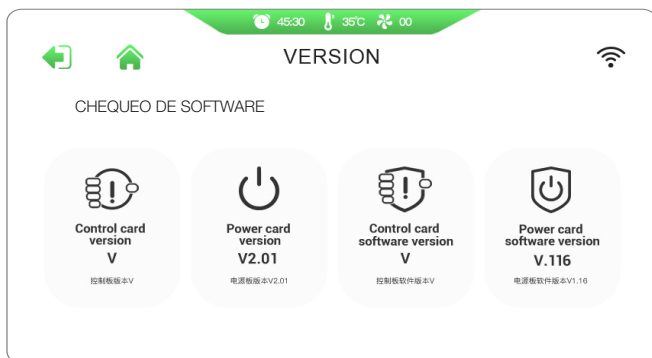 45:30 35℃ 00
VERSION
CHEQUEO DE SOFTWARE
Control card
version
V
控制板版本V
Power card
version
V2.01
电源板版本V2.01
Control card
software version
V
控制板软件版本V
Power card
software version
V.116
电源板软件版本V1.16